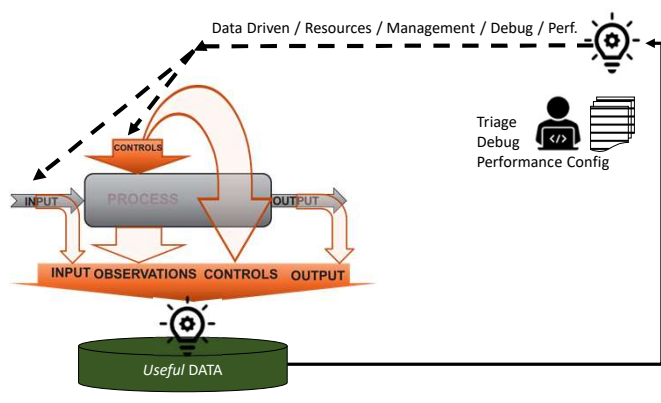 Data Driven / Resources / Management / Debug / Perf.
Triage
Debug
Performance Config
</>
CONTROLS
INPUT
PROCESS
OUTPUT
INPUT OBSERVATIONS CONTROLS OUTPUT
Useful DATA